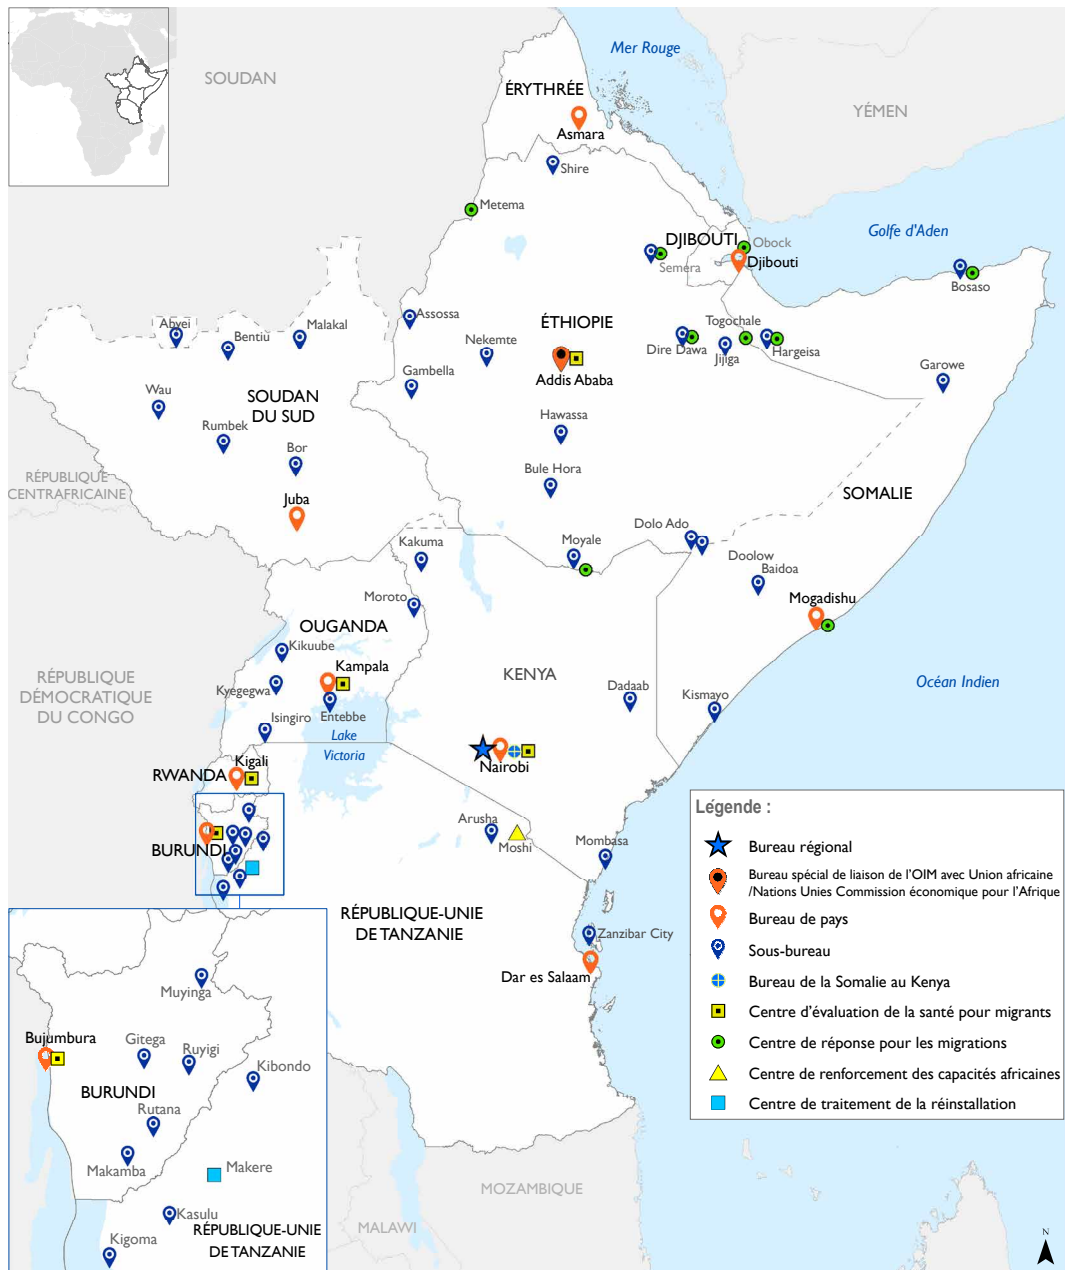 Mer Rouge
SOUDAN
ÉRYTHRÉE
YÉMEN
Asmara
Shire
Metema
Golfe d'Aden
DJIBOUTI
Obock
Djibouti
Semera
Bosaso
Abyei
Bentiu
Malakal
Assossa
ÉTHIOPIE
Togochale
Nekemte
Dire Dawa
Jijiga
Hargeisa
Garowe
Gambella
Addis Ababa
Wau
SOUDAN
DU SUD
Rumbek
Hawassa
Bor
Bule Hora
RÉPUBLIQUE
CENTRAFRICAINE
Juba
SOMALIE
Dolo Ado
Kakuma
Moyale
Doolow
Baidoa
Moroto
Mogadishu
OUGANDA
Kikuube
Kampala
KENYA
RÉPUBLIQUE
DÉMOCRATIQUE
DU CONGO
Kyegegwa
Dadaab
Kismayo
Océan Indien
Entebbe
Isingiro
Lake
Victoria
Kigali
Nairobi
RWANDA
Arusha
Moshi
Mombasa
BURUNDI
RÉPUBLIQUE-UNIE
DE TANZANIE
Zanzibar City
Dar es Salaam
Légende :
Bureau régional
Bureau spécial de liaison de l'OIM avec Union africaine
/Nations Unies Commission économique pour l'Afrique
Bureau de pays
Sous-bureau
Bureau de la Somalie au Kenya
Centre d'évaluation de la santé pour migrants
Centre de réponse pour les migrations
Centre de renforcement des capacités africaines
Centre de traitement de la réinstallation
Muyinga
Bujumbura
Gitega
Ruyigi
Kibondo
BURUNDI
Rutana
Makamba
Makere
Kasulu
RÉPUBLIQUE-UNIE
DE TANZANIE
Kigoma
MOZAMBIQUE
MALAWI
N